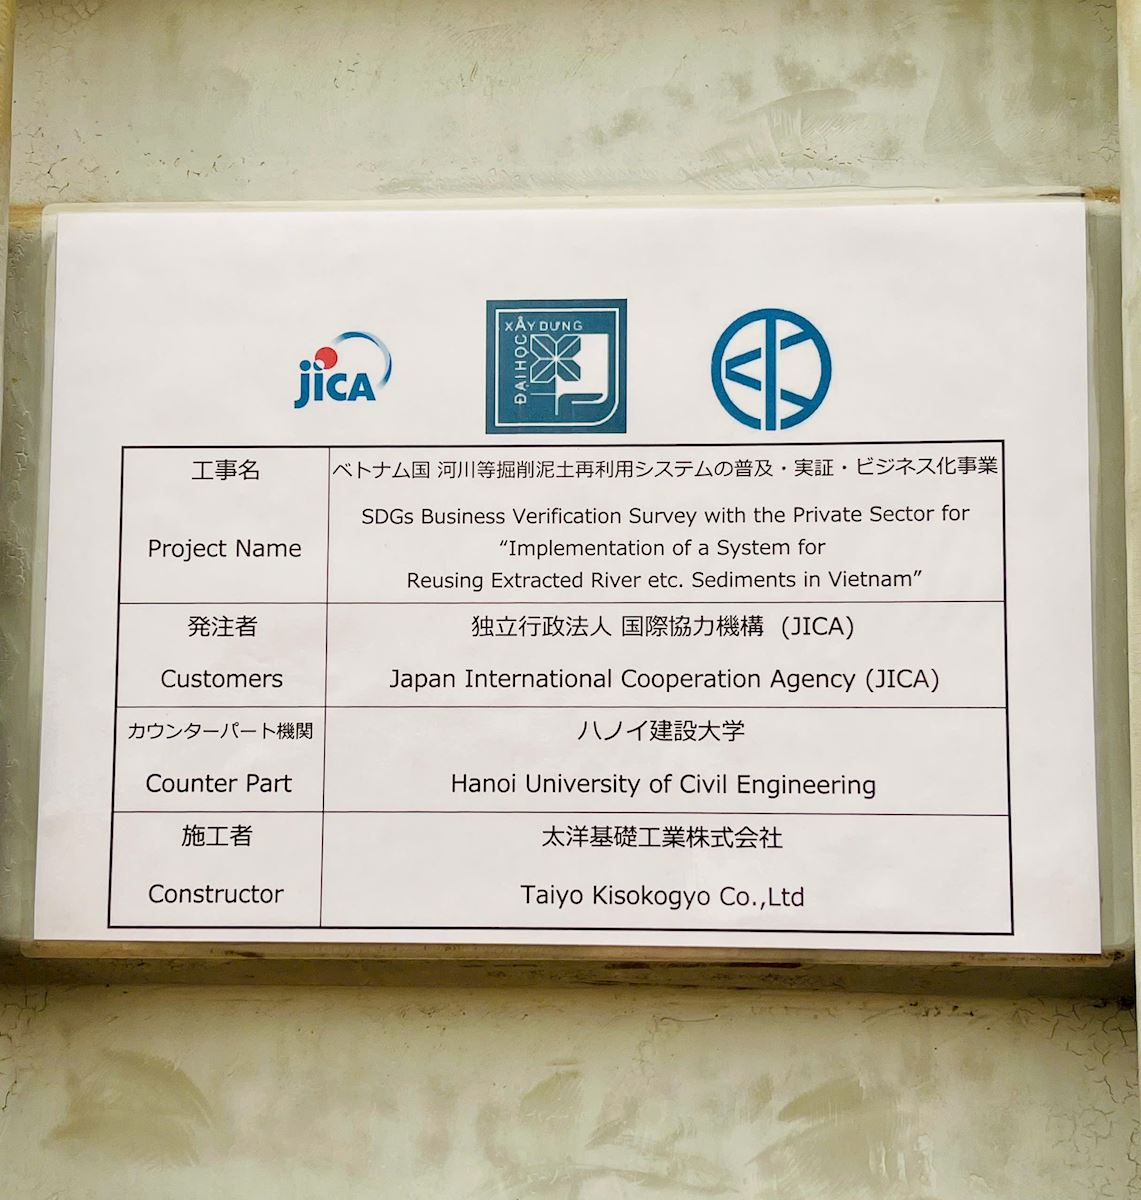 JICA
XÂY DỰNG
ĐẠI HỌC
工事名
Project Name
ベトナム国 河川等掘削泥土再利用システムの普及・実証・ビジネス化事業
SDGs Business Verification Survey with the Private Sector for
“Implementation of a System for
Reusing Extracted River etc. Sediments in Vietnam”
発注者
Customers
独立行政法人 国際協力機構 (JICA)
Japan International Cooperation Agency (JICA)
カウンターパート機関
Counter Part
ハノイ建設大学
Hanoi University of Civil Engineering
施工者
Constructor
太洋基礎工業株式会社
Taiyo Kisokogyo Co.,Ltd